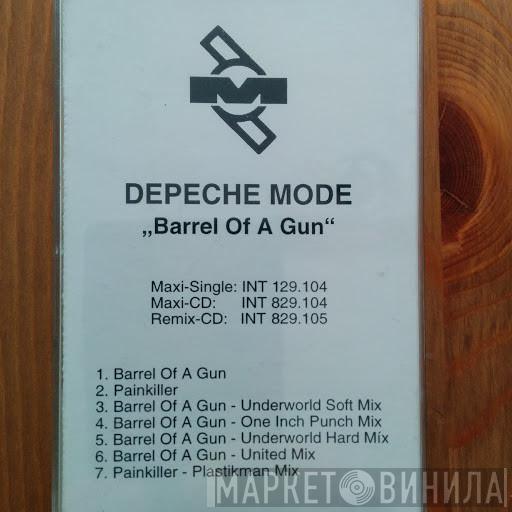 M
DEPECHE MODE
„Barrel Of A Gun“
Maxi-Single: INT 129.104
Maxi-CD: INT 829.104
Remix-CD: INT 829.105
1. Barrel Of A Gun
2. Painkiller
3. Barrel Of A Gun - Underworld Soft Mix
4. Barrel Of A Gun - One Inch Punch Mix
5. Barrel Of A Gun - Underworld Hard Mix
6. Barrel Of A Gun - United Mix
7. Painkiller - Plastikman Mix
МАРКЕТ ВИНИЛА